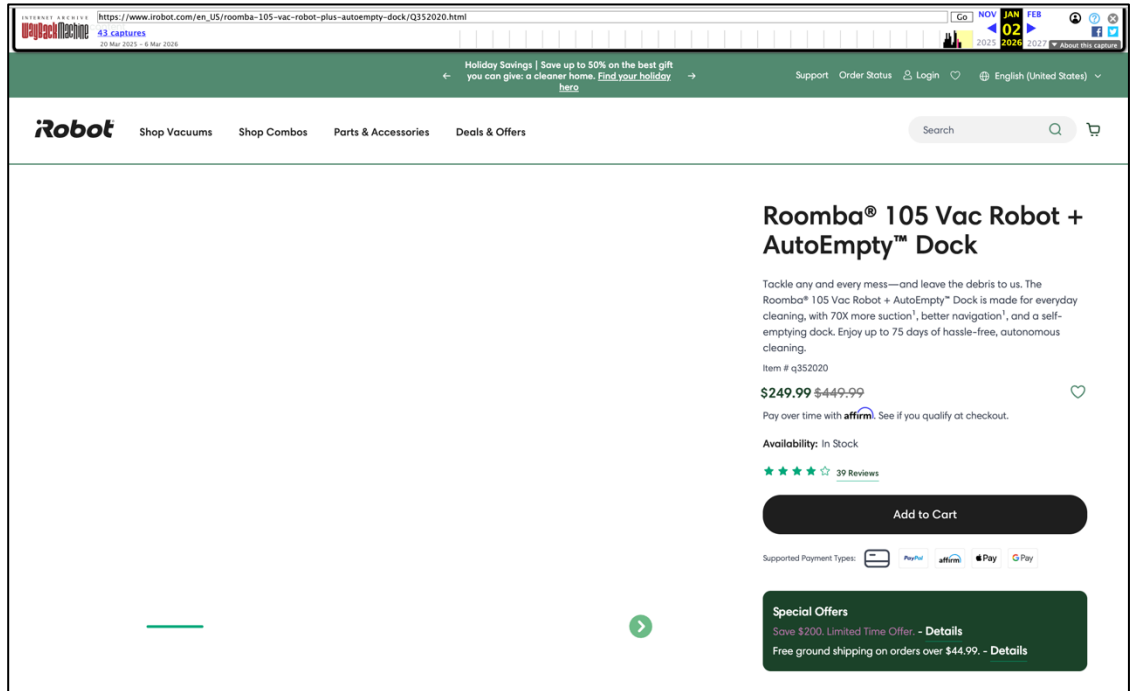 INTERNET ARCHIVE
WayBackMachine
https://www.irobot.com/en_US/roomba-105-vac-robot-plus-autoempty-dock/Q352020.html
Go
43 captures
20 Mar 2025 – 6 Mar 2026
NOV JAN FEB
02
2025 2026 2027
About this capture
Holiday Savings | Save up to 50% on the best gift
← you can give: a cleaner home. Find your holiday →
hero
Support Order Status Login English (United States)
iRobot
Shop Vacuums Shop Combos Parts & Accessories Deals & Offers
Search
Roomba® 105 Vac Robot +
AutoEmpty™ Dock
Tackle any and every mess—and leave the debris to us. The
Roomba® 105 Vac Robot + AutoEmpty™ Dock is made for everyday
cleaning, with 70X more suction¹, better navigation¹, and a self-
emptying dock. Enjoy up to 75 days of hassle-free, autonomous
cleaning.
Item # q352020
$249.99 $449.99
Pay over time with affirm. See if you qualify at checkout.
Availability: In Stock
39 Reviews
Add to Cart
Supported Payment Types: PayPal affirm Pay G Pay
Special Offers
Save $200. Limited Time Offer. - Details
Free ground shipping on orders over $44.99. - Details